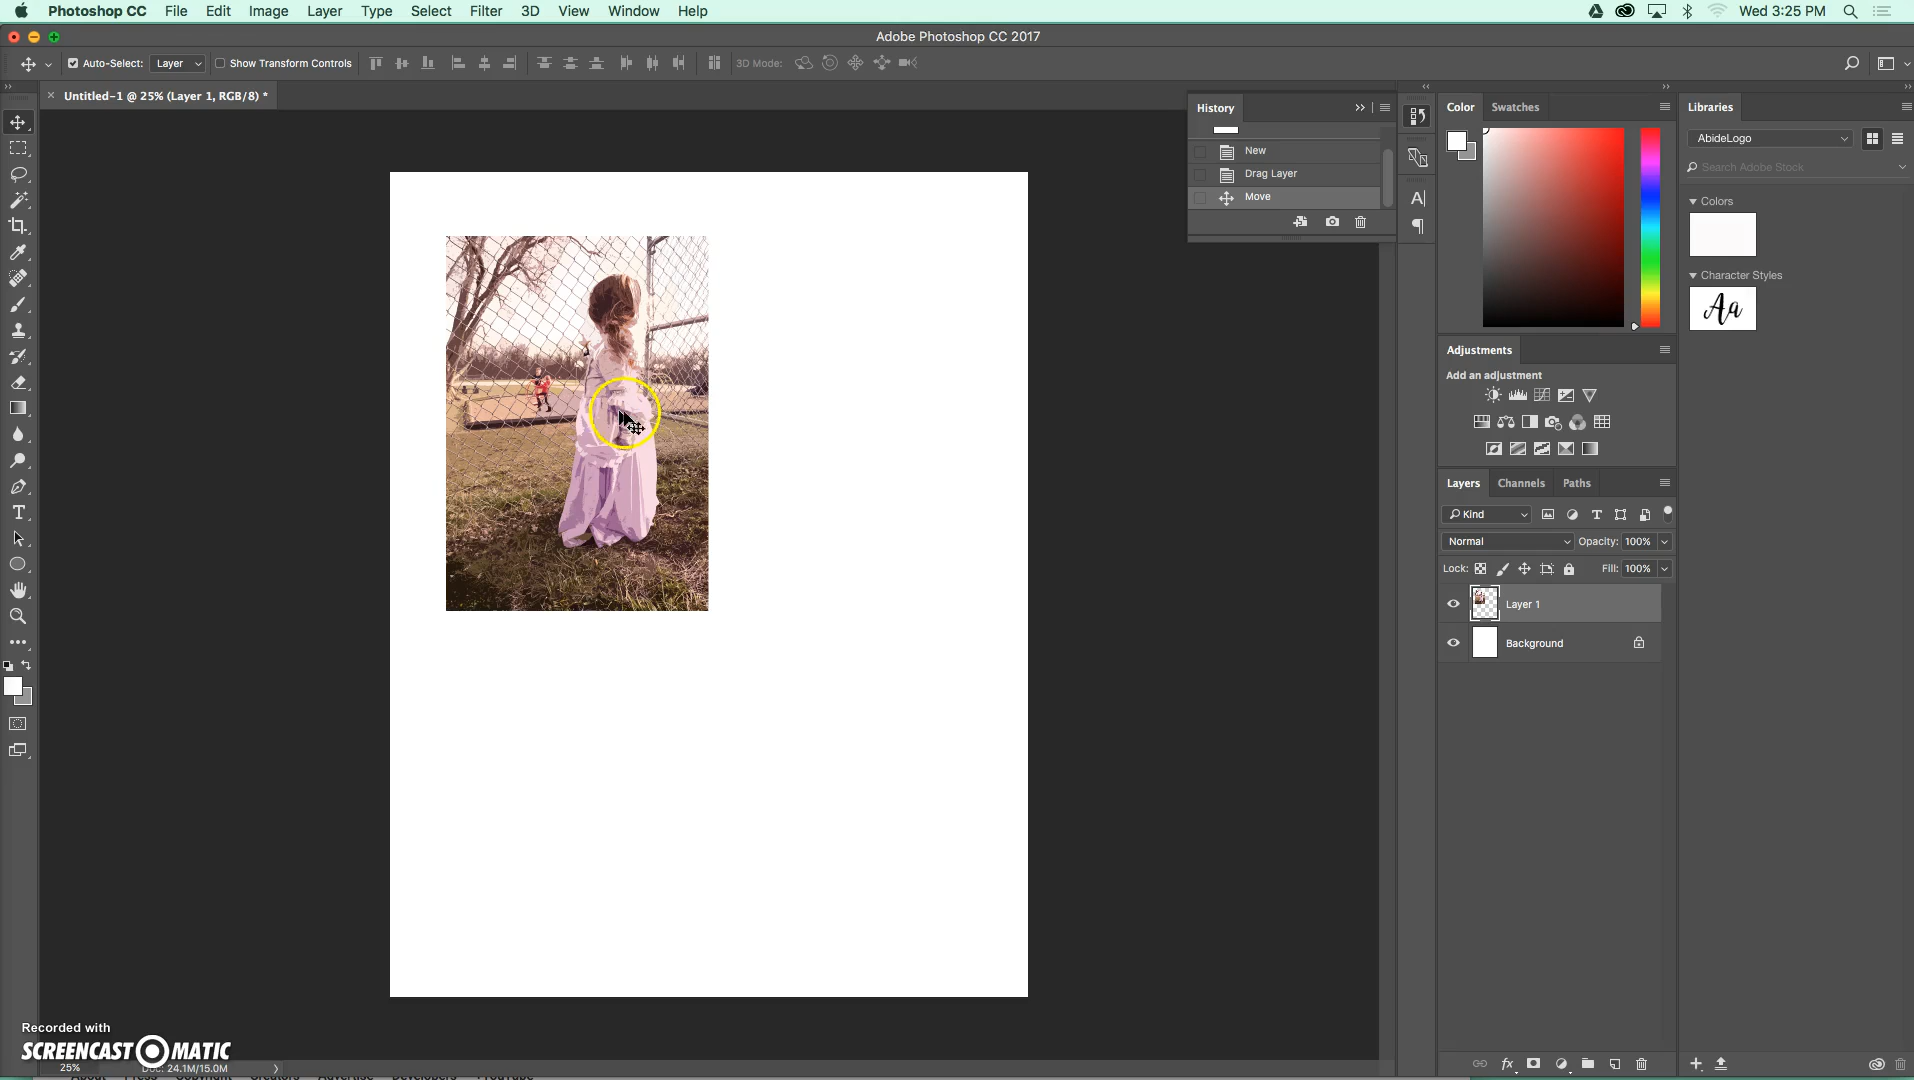 Photoshop CC File Edit Image Layer Type Select Filter 3D View Window Help Wed 3:25 PM
Adobe Photoshop CC 2017
Auto-Select: Layer Show Transform Controls 3D Mode:
Untitled-1 @ 25% (Layer 1, RGB/8) *
History
New
Drag Layer
Move
Color Swatches
Adjustments
Add an adjustment
Layers Channels Paths
Kind
Normal Opacity: 100%
Lock: Fill: 100%
Layer 1
Background
Libraries
AbideLogo
Search Adobe Stock
Colors
Character Styles
Aa
Recorded with
SCREENCAST O MATIC
25% Doc: 24.1M/15.0M